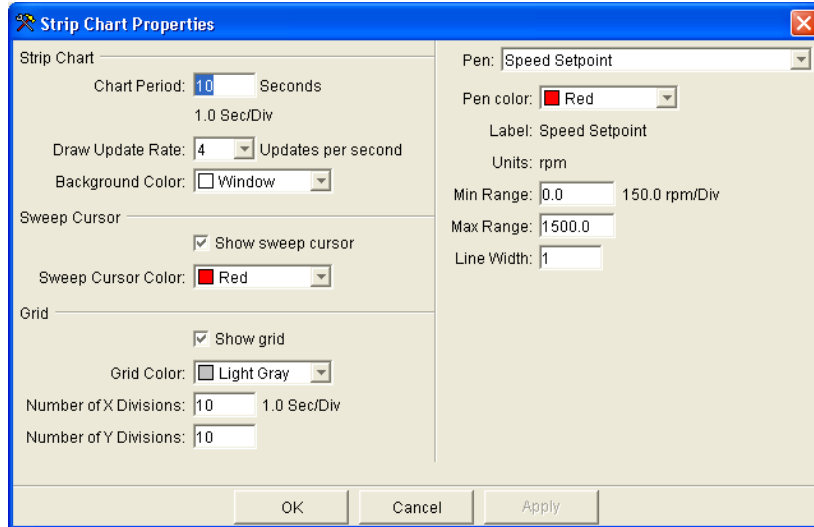 Strip Chart Properties
Strip Chart
Chart Period: 10 Seconds
1.0 Sec/Div
Draw Update Rate: 4 Updates per second
Background Color: Window
Sweep Cursor
Show sweep cursor
Sweep Cursor Color: Red
Grid
Show grid
Grid Color: Light Gray
Number of X Divisions: 10 1.0 Sec/Div
Number of Y Divisions: 10
Pen: Speed Setpoint
Pen color: Red
Label: Speed Setpoint
Units: rpm
Min Range: 0.0 150.0 rpm/Div
Max Range: 1500.0
Line Width: 1
OK Cancel Apply